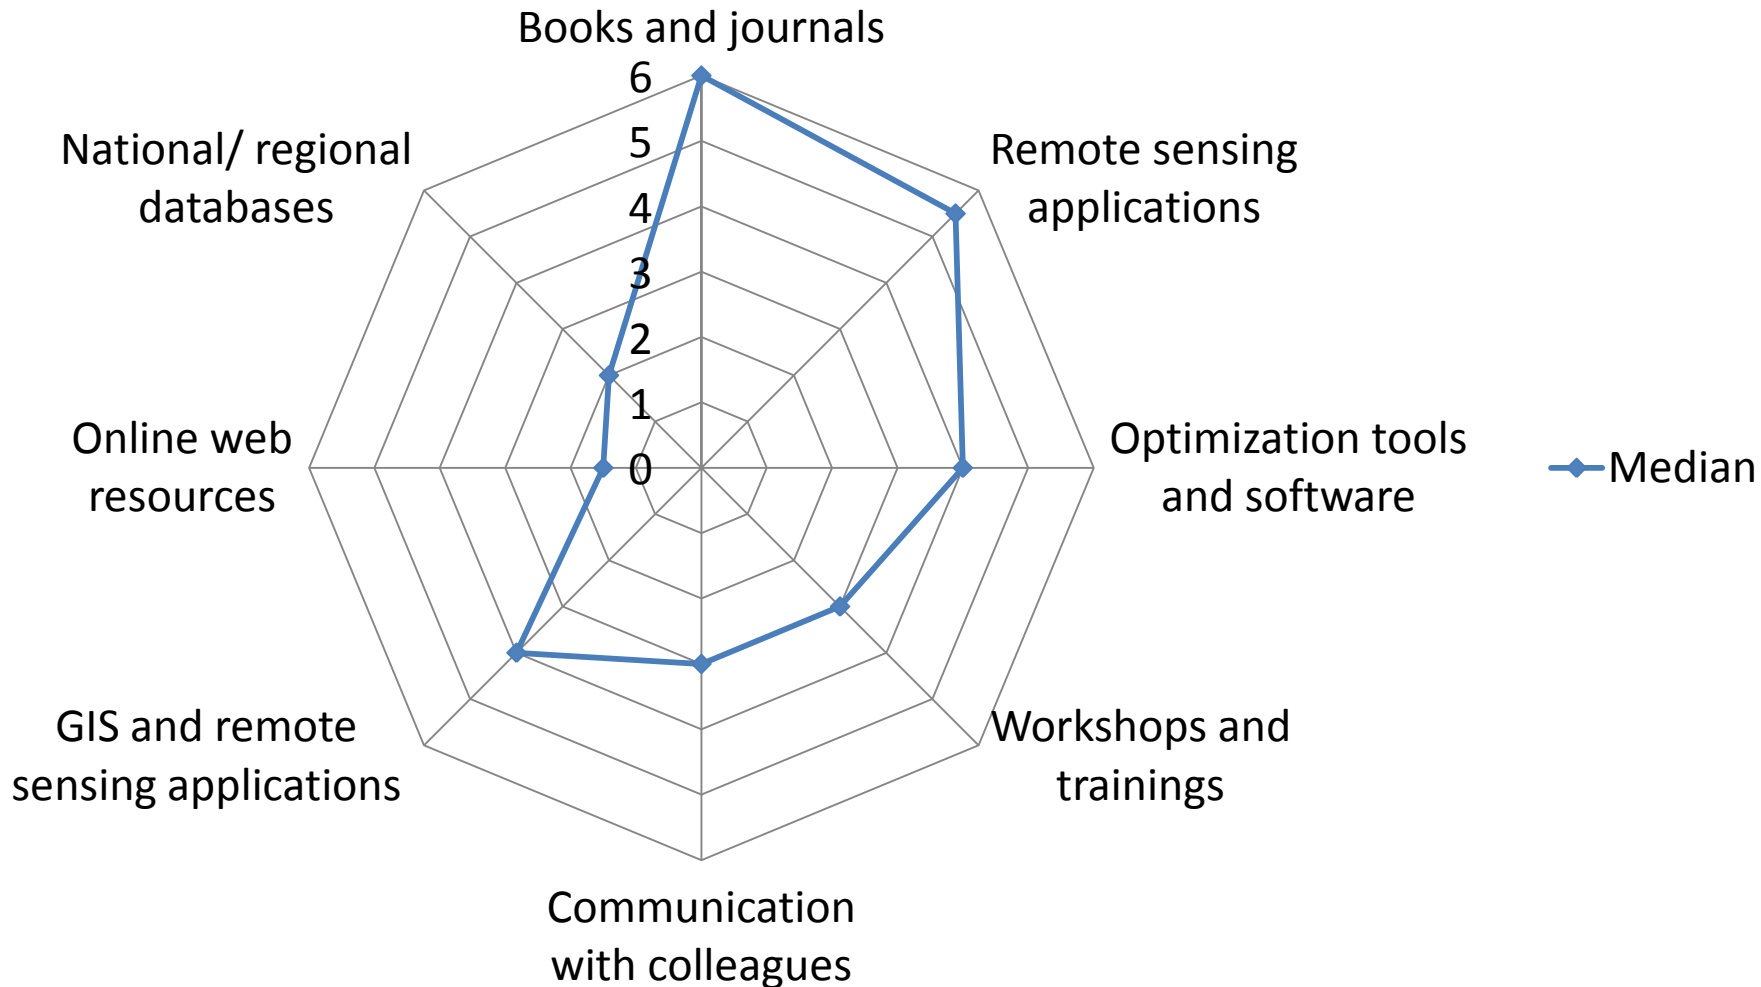 Books and journals
6
5
4
3
2
1
0
Remote sensing
applications
Optimization tools
and software
Workshops and
trainings
Communication
with colleagues
GIS and remote
sensing applications
Online web
resources
National/ regional
databases
Median